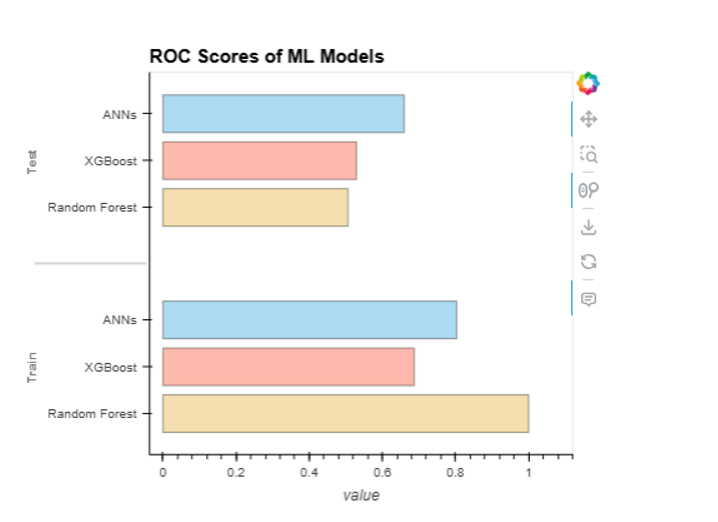 ROC Scores of ML Models
Test
ANNs
XGBoost
Random Forest
Train
ANNs
XGBoost
Random Forest
0 0.2 0.4 0.6 0.8 1
value